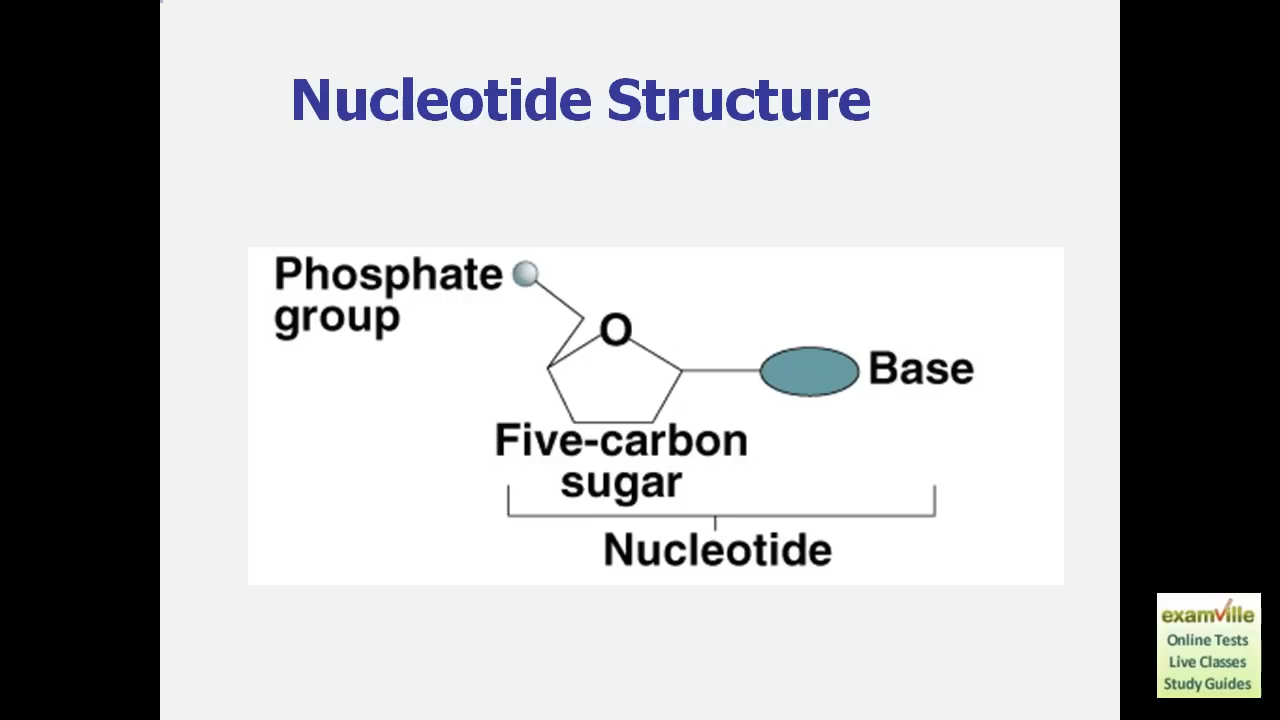 Nucleotide Structure
Phosphate
group
O
Base
Five-carbon
sugar
Nucleotide
examville
Online Tests
Live Classes
Study Guides